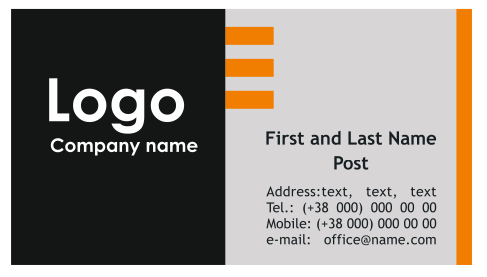 Logo
Company name
First and Last Name
Post
Address:text, text, text
Tel.: (+38 000) 000 00 00
Mobile: (+38 000) 000 00 00
e-mail: office@name.com